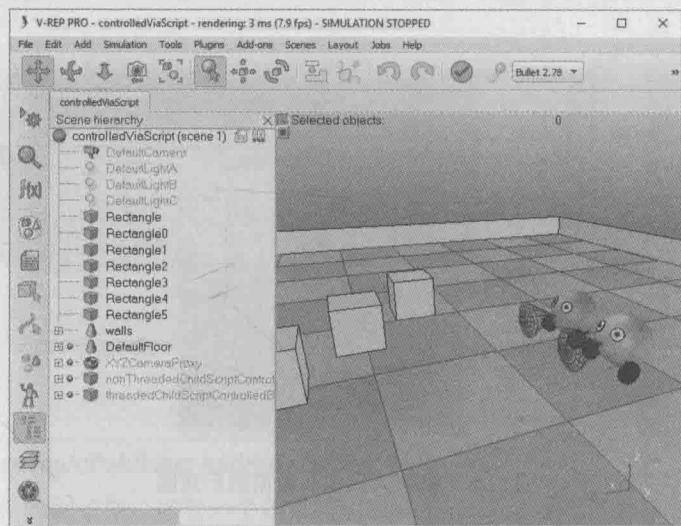 V-REP PRO - controlledViaScript - rendering: 3 ms (7.9 fps) - SIMULATION STOPPED
File Edit Add Simulation Tools Plugins Add-ons Scenes Layout Jobs Help
Bullet 2.78
»
controlledViaScript
Scene hierarchy
Selected objects: 0
controlledViaScript (scene 1)
DefaultCamera
DefaultLightA
DefaultLightB
DefaultLightC
Rectangle
Rectangle0
Rectangle1
Rectangle2
Rectangle3
Rectangle4
Rectangle5
walls
DefaultFloor
XYZCameraProxy
nonThreadedChildScriptControl
threadedChildScriptControlledB
f(x)